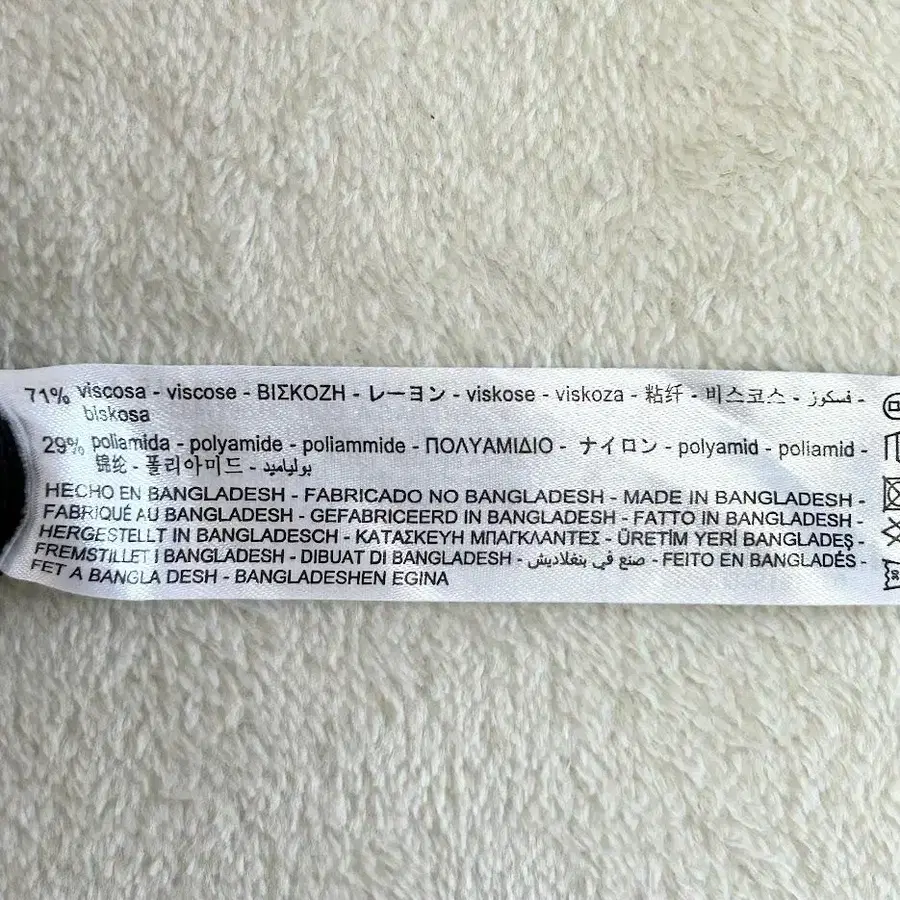 71% viscosa - viscose - ΒΙΣΚΟΖΗ - レーヨン - viskose - viskoza - 粘纤 - 비스코스 - فسكوز -
biskosa
29% poliamida - polyamide - poliammide - ΠΟΛΥΑΜΙΔΙΟ - ナイロン - polyamid - poliamid -
锦纶 - 폴리아미드 - بولياميد
HECHO EN BANGLADESH - FABRICADO NO BANGLADESH - MADE IN BANGLADESH -
FABRIQUÉ AU BANGLADESH - GEFABRICEERD IN BANGLADESH - FATTO IN BANGLADESH -
HERGESTELLT IN BANGLADESCH - ΚΑΤΑΣΚΕΥΗ ΜΠΑΓΚΛΑΝΤΕΣ - ÜRETİM YERİ BANGLADEŞ -
FREMSTILLET I BANGLADESH - DIBUAT DI BANGLADESH - صنع في بنغلاديش - FEITO EN BANGLADÉS -
FET A BANGLA DESH - BANGLADESHEN EGINA